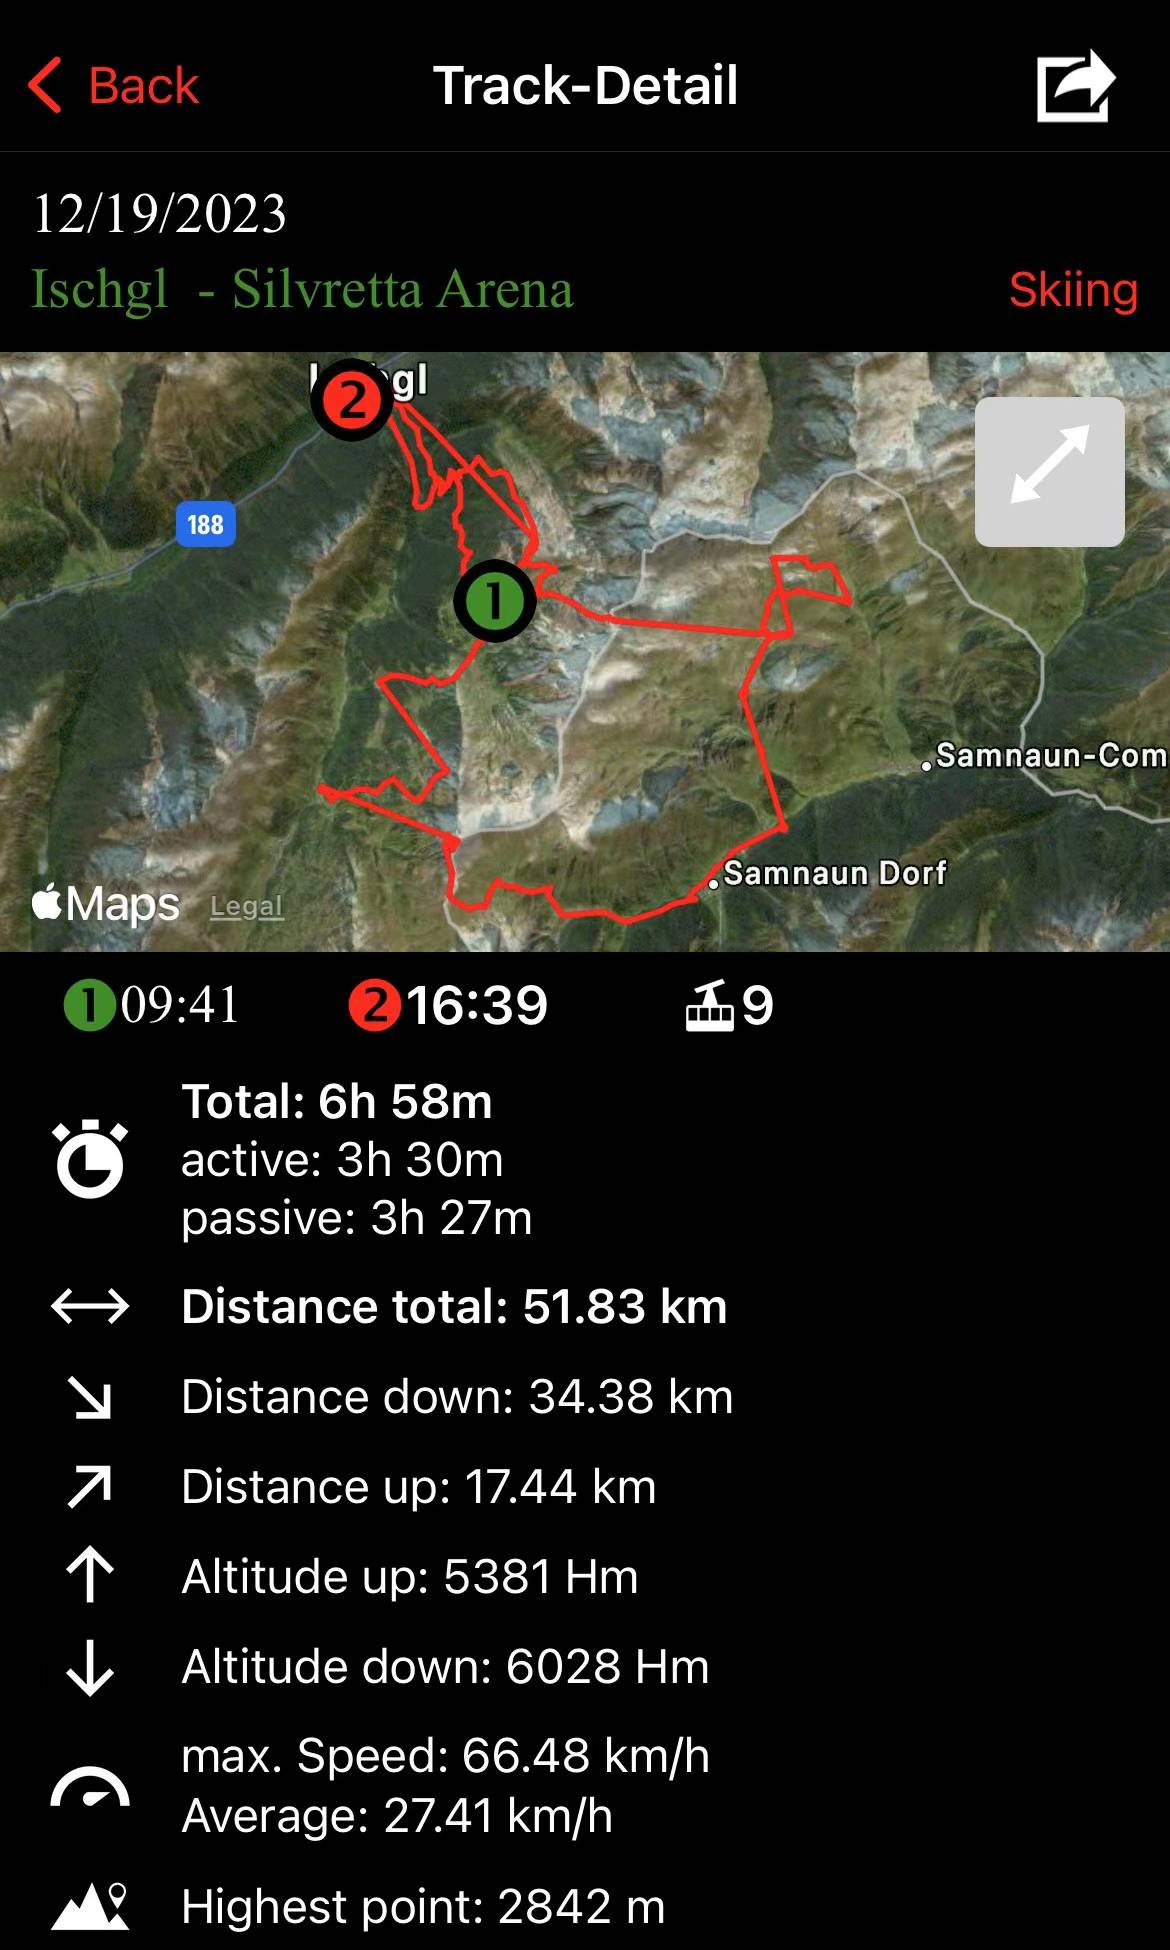 Back
Track-Detail
12/19/2023
Ischgl - Silvretta Arena
Skiing
2
188
1
Samnaun-Com
Samnaun Dorf
Maps
Legal
1 09:41
2 16:39
9
Total: 6h 58m
active: 3h 30m
passive: 3h 27m
Distance total: 51.83 km
Distance down: 34.38 km
Distance up: 17.44 km
Altitude up: 5381 Hm
Altitude down: 6028 Hm
max. Speed: 66.48 km/h
Average: 27.41 km/h
Highest point: 2842 m